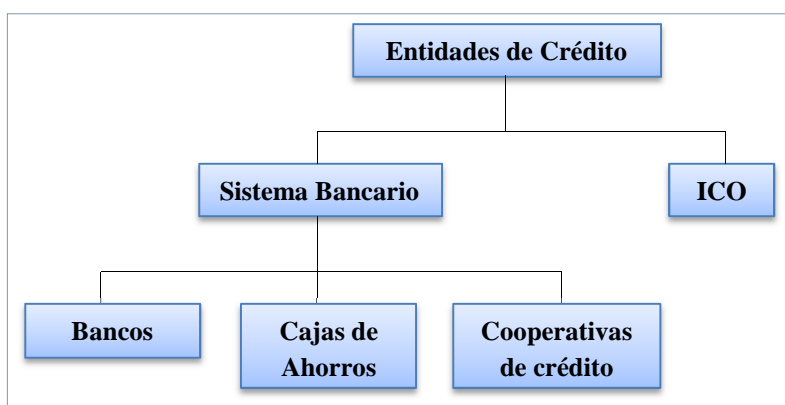 Entidades de Crédito
Sistema Bancario
ICO
Bancos
Cajas de
Ahorros
Cooperativas
de crédito